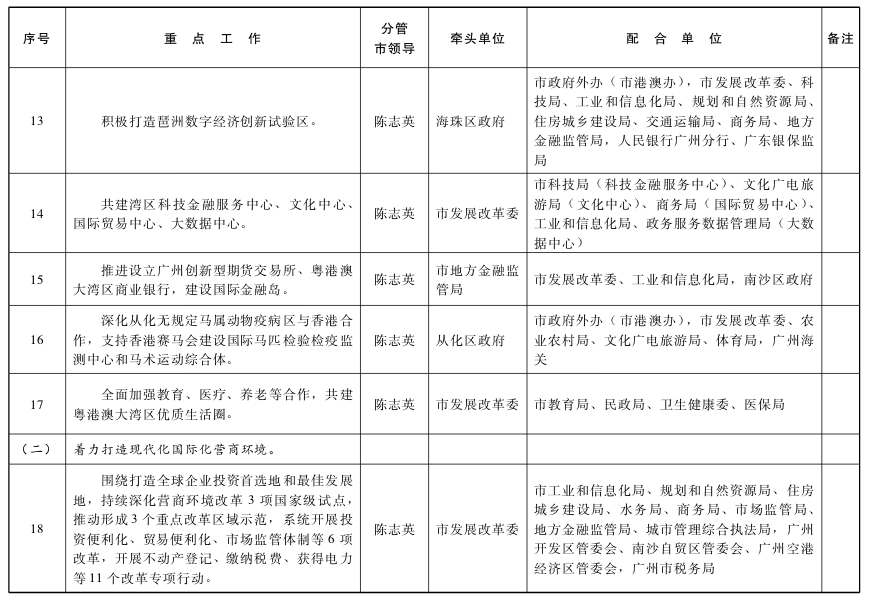 序号
重点工作
分管
市领导
牵头单位
配合单位
备注
13
积极打造琶洲数字经济创新试验区。
陈志英
海珠区政府
市政府外办（市港澳办），市发展改革委、科
技局、工业和信息化局、规划和自然资源局、
住房城乡建设局、交通运输局、商务局、地方
金融监管局，人民银行广州分行、广东银保监
局
14
共建湾区科技金融服务中心、文化中心、
国际贸易中心、大数据中心。
陈志英
市发展改革委
市科技局（科技金融服务中心）、文化广电旅
游局（文化中心）、商务局（国际贸易中心）、
工业和信息化局、政务服务数据管理局（大数
据中心）
15
推进设立广州创新型期货交易所、粤港澳
大湾区商业银行，建设国际金融岛。
陈志英
市地方金融监
管局
市发展改革委、工业和信息化局，南沙区政府
16
深化从化无规定马属动物疫病区与香港合
作，支持香港赛马会建设国际马匹检验检疫监
测中心和马术运动综合体。
陈志英
从化区政府
市政府外办（市港澳办），市发展改革委、农
业农村局、文化广电旅游局、体育局，广州海
关
17
全面加强教育、医疗、养老等合作，共建
粤港澳大湾区优质生活圈。
陈志英
市发展改革委
市教育局、民政局、卫生健康委、医保局
（二）
着力打造现代化国际化营商环境。
18
围绕打造全球企业投资首选地和最佳发展
地，持续深化营商环境改革3项国家级试点，
推动形成3个重点改革区域示范，系统开展投
资便利化、贸易便利化、市场监管体制等6项
改革，开展不动产登记、缴纳税费、获得电力
等11个改革专项行动。
陈志英
市发展改革委
市工业和信息化局、规划和自然资源局、住房
城乡建设局、水务局、商务局、市场监管局、
地方金融监管局、城市管理综合执法局，广州
开发区管委会、南沙自贸区管委会、广州空港
经济区管委会，广州市税务局